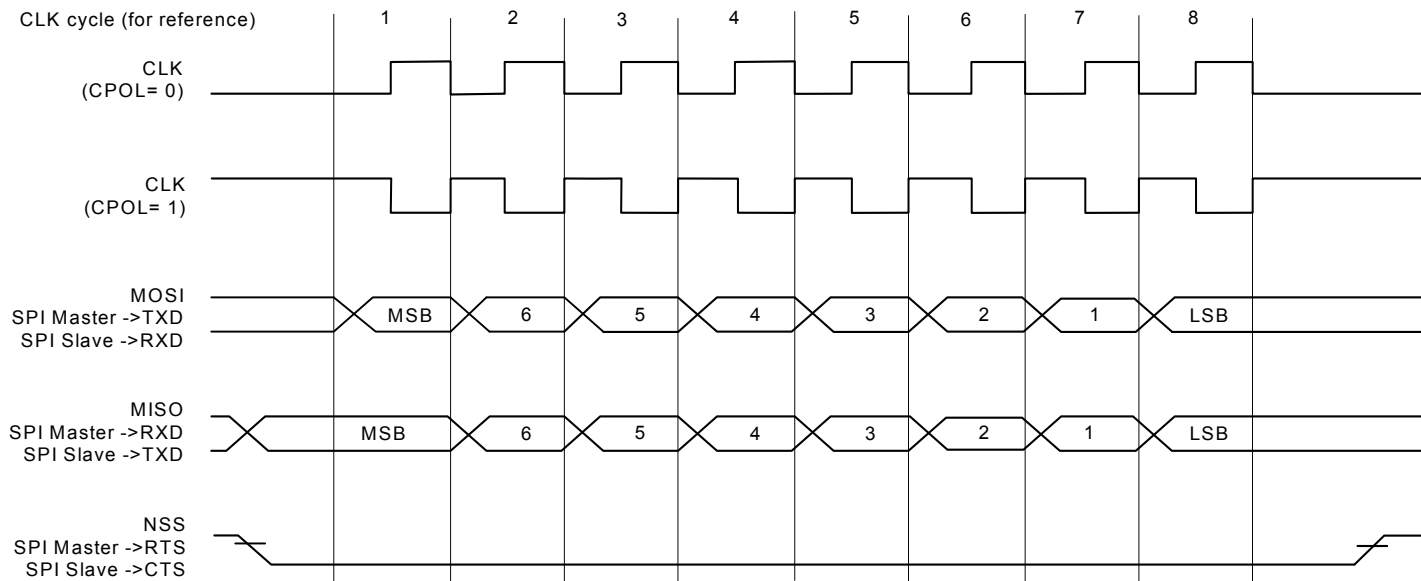 CLK cycle (for reference) 1 2 3 4 5 6 7 8
CLK
(CPOL= 0)
CLK
(CPOL= 1)
MOSI
SPI Master ->TXD MSB 6 5 4 3 2 1 LSB
SPI Slave ->RXD
MISO
SPI Master ->RXD MSB 6 5 4 3 2 1 LSB
SPI Slave ->TXD
NSS
SPI Master ->RTS
SPI Slave ->CTS